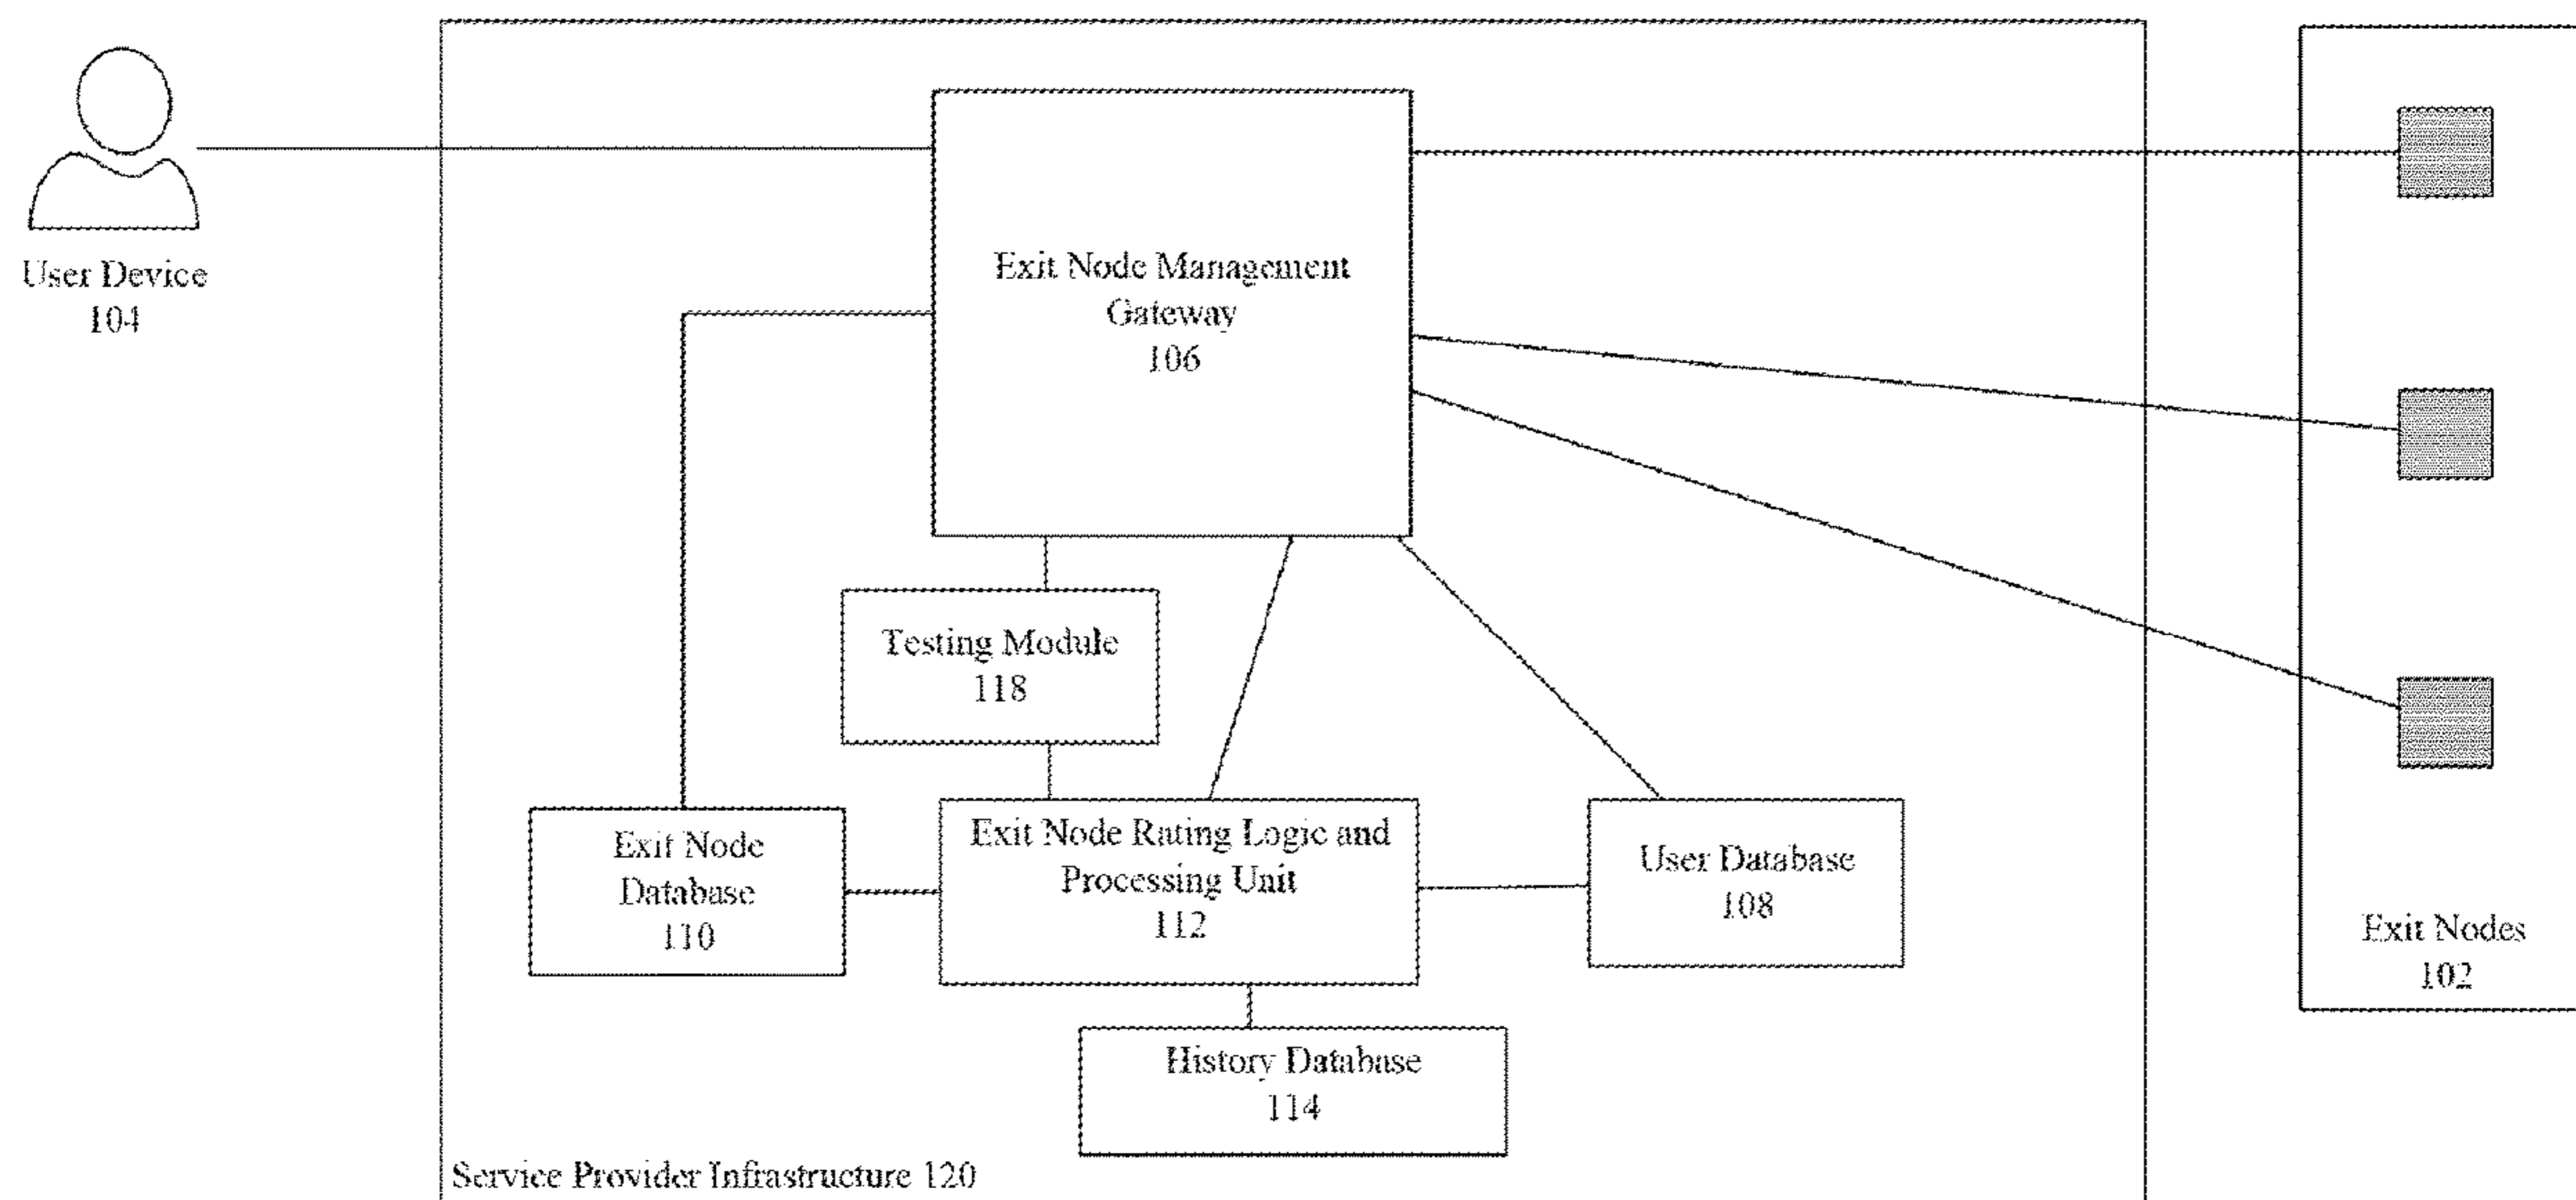 User Device
104
Exit Node Management
Gateway
106
Testing Module
118
Exit Node
Database
110
Exit Node Rating Logic and
Processing Unit
112
User Database
108
Exit Nodes
102
History Database
114
Service Provider Infrastructure 120